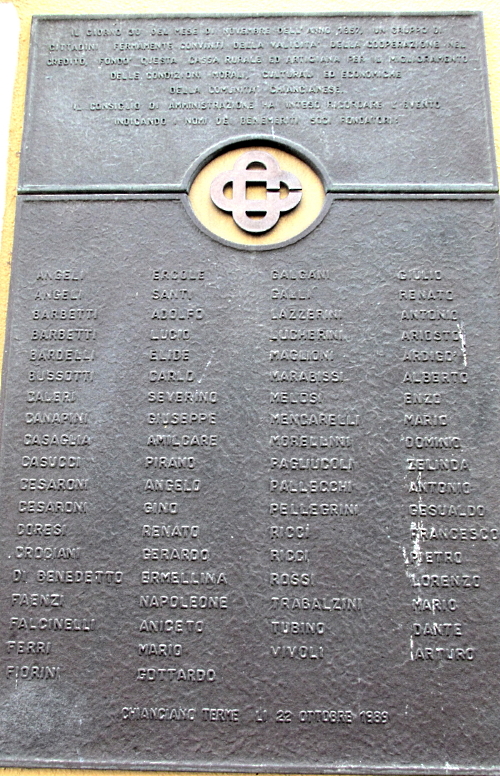 IL GIORNO 30 DEL MESE DI NOVEMBRE DELL'ANNO 1957, UN GRUPPO DI
CITTADINI FERMAMENTE CONVINTI DELLA VALIDITA' DELLA COOPERAZIONE NEL
CREDITO, FONDO' QUESTA CASSA RURALE ED ARTIGIANA PER IL MIGLIORAMENTO
DELLE CONDIZIONI MORALI, CULTURALI ED ECONOMICHE
DELLA COMUNITA' CHIANCIANESE.
IL CONSIGLIO DI AMMINISTRAZIONE HA INTESO RICORDARE L'EVENTO
INDICANDO I NOMI DEI BENEMERITI SOCI FONDATORI:
ANGELI ERCOLE GALGANI GIULIO
ANGELI SANTI GALLI RENATO
BARBETTI ADOLFO LAZZERINI ANTONIO
BARBETTI LUCIO LUCHERINI ARIOSTO
BARDELLI ELIDE MAGLIONI ARDIGO'
BUSSOTTI CARLO MARABISSI ALBERTO
CALERI SEVERINO MELOSI ENZO
CANAPINI GIUSEPPE MENCARELLI MARIO
CASAGLIA AMILCARE MORELLINI DOMINIO
CASUCCI PIRANO PAGLIUCOLI ZELINDA
CESARONI ANGELO PALLECCHI ANTONIO
CESARONI GINO PELLEGRINI GESUALDO
CORESI RENATO RICCI FRANCESCO
CROCIANI GERARDO RICCI PIETRO
DI BENEDETTO ERMELLINA ROSSI LORENZO
FAENZI NAPOLEONE TRABALZINI MARIO
FALCINELLI ANICETO TUBINO DANTE
FERRI MARIO VIVOLI ARTURO
FIORINI GOTTARDO
CHIANCIANO TERME LI 22 OTTOBRE 1989